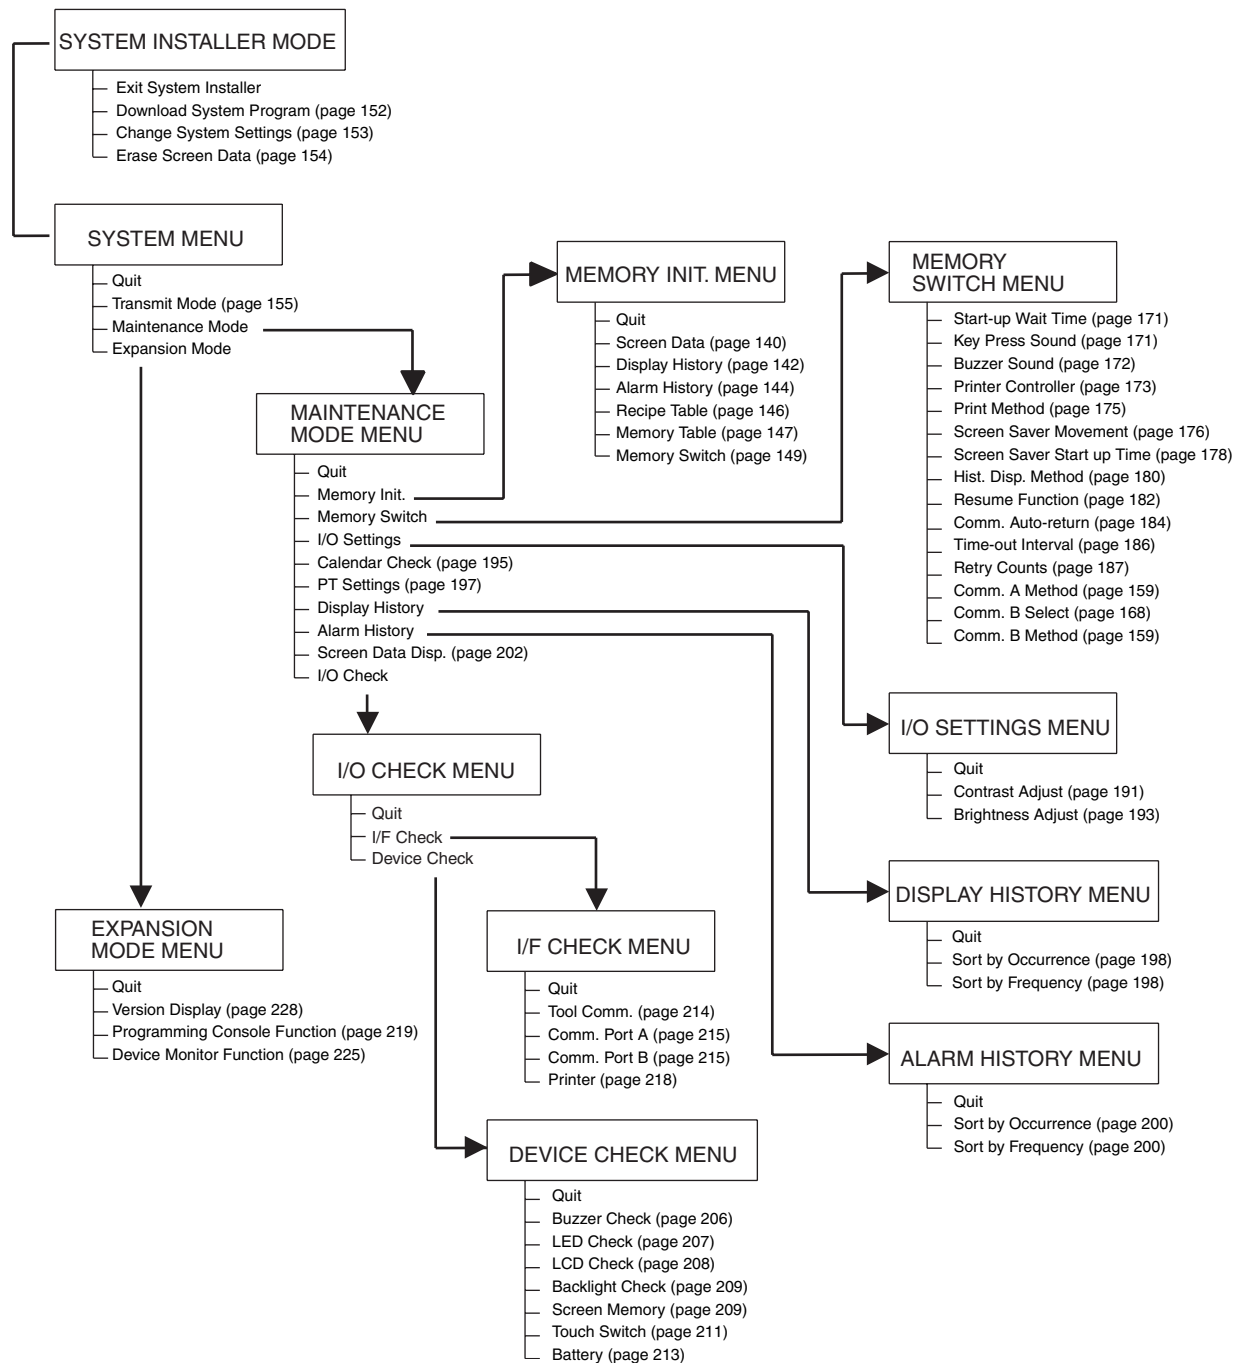 SYSTEM INSTALLER MODE
Exit System Installer
Download System Program (page 152)
Change System Settings (page 153)
Erase Screen Data (page 154)
SYSTEM MENU
Quit
Transmit Mode (page 155)
Maintenance Mode
Expansion Mode
MEMORY INIT. MENU
Quit
Screen Data (page 140)
Display History (page 142)
Alarm History (page 144)
Recipe Table (page 146)
Memory Table (page 147)
Memory Switch (page 149)
MEMORY
SWITCH MENU
Start-up Wait Time (page 171)
Key Press Sound (page 171)
Buzzer Sound (page 172)
Printer Controller (page 173)
Print Method (page 175)
Screen Saver Movement (page 176)
Screen Saver Start up Time (page 178)
Hist. Disp. Method (page 180)
Resume Function (page 182)
Comm. Auto-return (page 184)
Time-out Interval (page 186)
Retry Counts (page 187)
Comm. A Method (page 159)
Comm. B Select (page 168)
Comm. B Method (page 159)
MAINTENANCE
MODE MENU
Quit
Memory Init.
Memory Switch
I/O Settings
Calendar Check (page 195)
PT Settings (page 197)
Display History
Alarm History
Screen Data Disp. (page 202)
I/O Check
I/O SETTINGS MENU
Quit
Contrast Adjust (page 191)
Brightness Adjust (page 193)
I/O CHECK MENU
Quit
I/F Check
Device Check
DISPLAY HISTORY MENU
Quit
Sort by Occurrence (page 198)
Sort by Frequency (page 198)
EXPANSION
MODE MENU
Quit
Version Display (page 228)
Programming Console Function (page 219)
Device Monitor Function (page 225)
I/F CHECK MENU
Quit
Tool Comm. (page 214)
Comm. Port A (page 215)
Comm. Port B (page 215)
Printer (page 218)
ALARM HISTORY MENU
Quit
Sort by Occurrence (page 200)
Sort by Frequency (page 200)
DEVICE CHECK MENU
Quit
Buzzer Check (page 206)
LED Check (page 207)
LCD Check (page 208)
Backlight Check (page 209)
Screen Memory (page 209)
Touch Switch (page 211)
Battery (page 213)